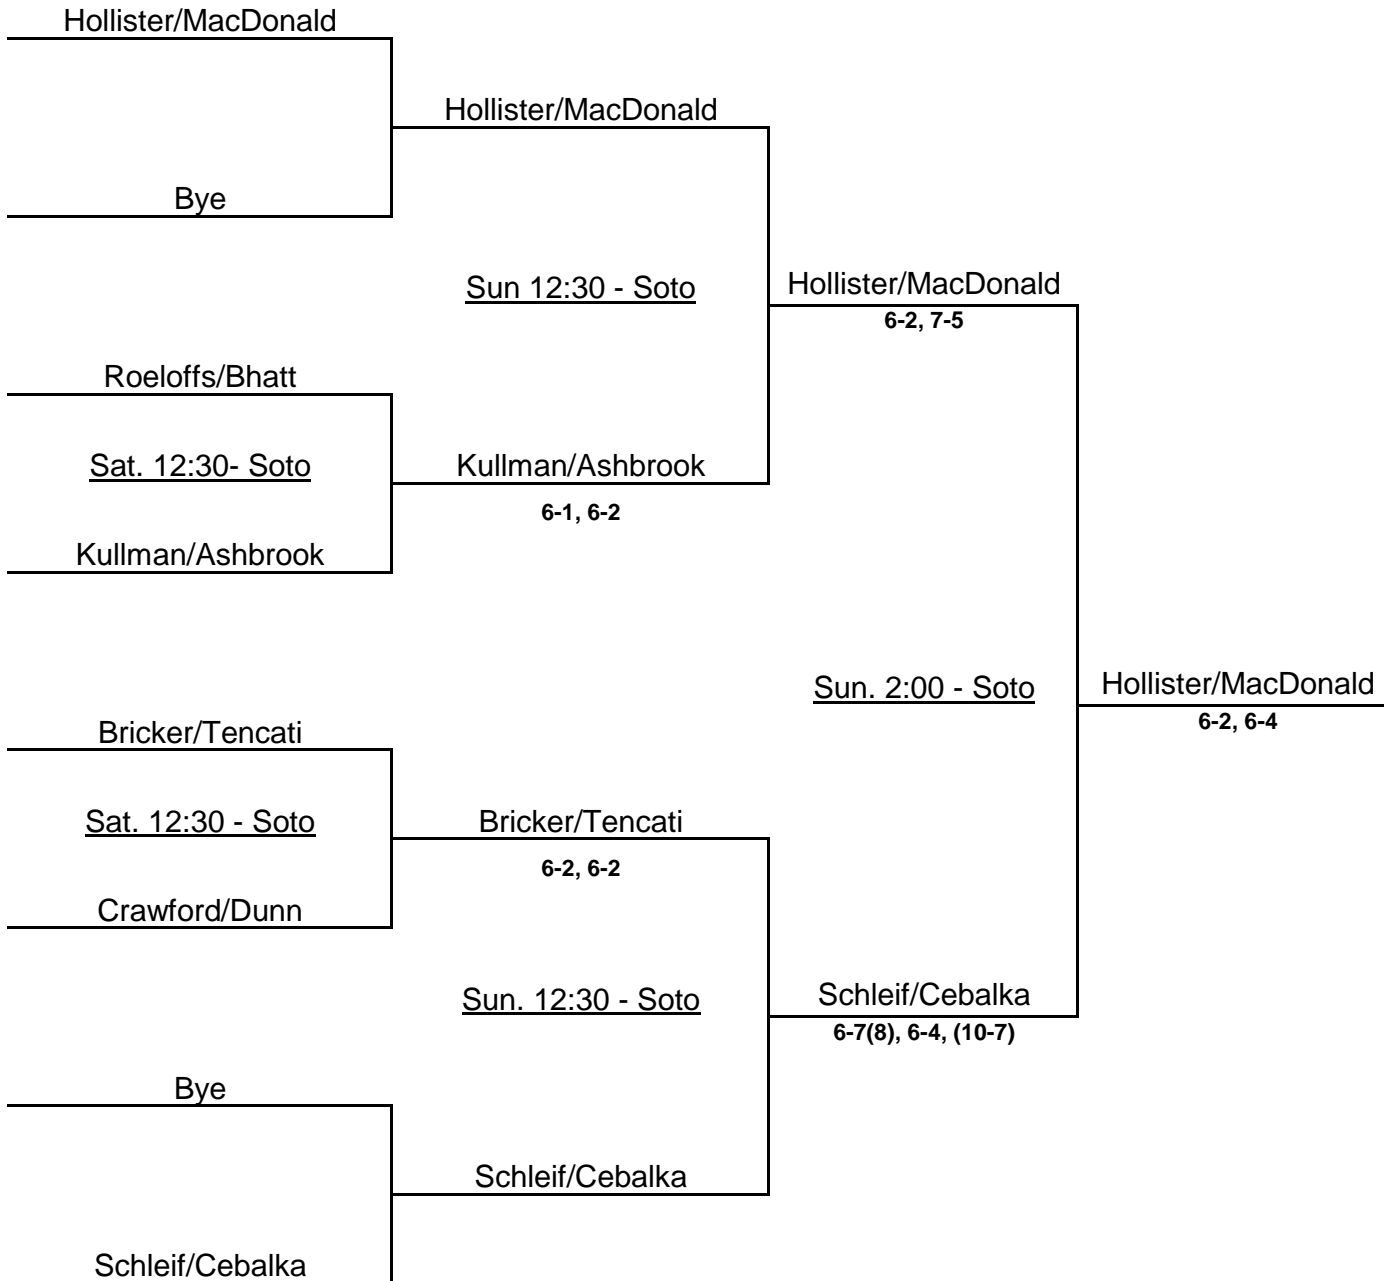 Hollister/MacDonald
Hollister/MacDonald
Bye
Sun 12:30 - Soto
Hollister/MacDonald
6-2, 7-5
Roeloffs/Bhatt
Sat. 12:30- Soto
Kullman/Ashbrook
6-1, 6-2
Kullman/Ashbrook
Sun. 2:00 - Soto
Hollister/MacDonald
6-2, 6-4
Bricker/Tencati
Sat. 12:30 - Soto
Bricker/Tencati
6-2, 6-2
Crawford/Dunn
Sun. 12:30 - Soto
Schleif/Cebalka
6-7(8), 6-4, (10-7)
Bye
Schleif/Cebalka
Schleif/Cebalka